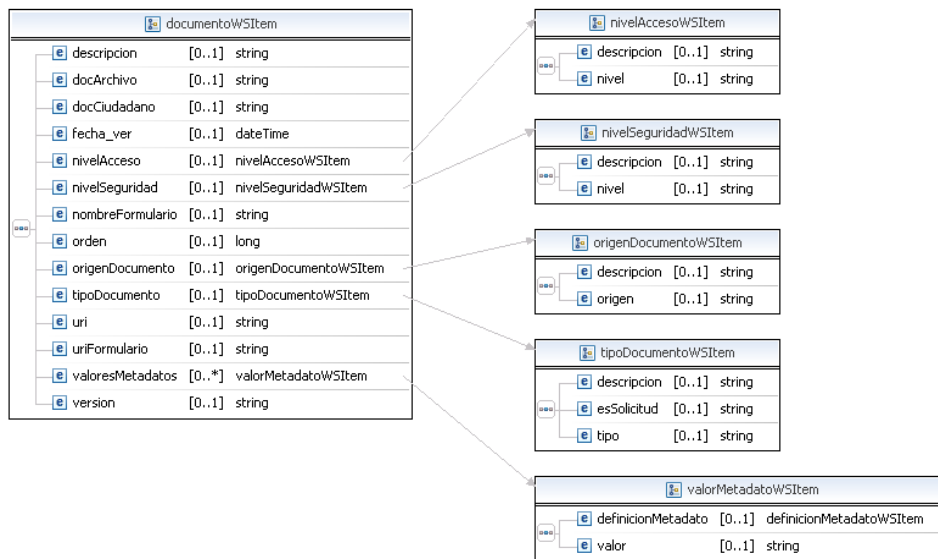 documentoWSItem
e descripcion [0..1] string
e docArchivo [0..1] string
e docCiudadano [0..1] string
e fecha_ver [0..1] dateTime
e nivelAcceso [0..1] nivelAccesoWSItem
e nivelSeguridad [0..1] nivelSeguridadWSItem
e nombreFormulario [0..1] string
e orden [0..1] long
e origenDocumento [0..1] origenDocumentoWSItem
e tipoDocumento [0..1] tipoDocumentoWSItem
e uri [0..1] string
e uriFormulario [0..1] string
e valoresMetadatos [0..*] valorMetadatoWSItem
e version [0..1] string
nivelAccesoWSItem
e descripcion [0..1] string
e nivel [0..1] string
nivelSeguridadWSItem
e descripcion [0..1] string
e nivel [0..1] string
origenDocumentoWSItem
e descripcion [0..1] string
e origen [0..1] string
tipoDocumentoWSItem
e descripcion [0..1] string
e esSolicitud [0..1] string
e tipo [0..1] string
valorMetadatoWSItem
e definicionMetadato [0..1] definicionMetadatoWSItem
e valor [0..1] string